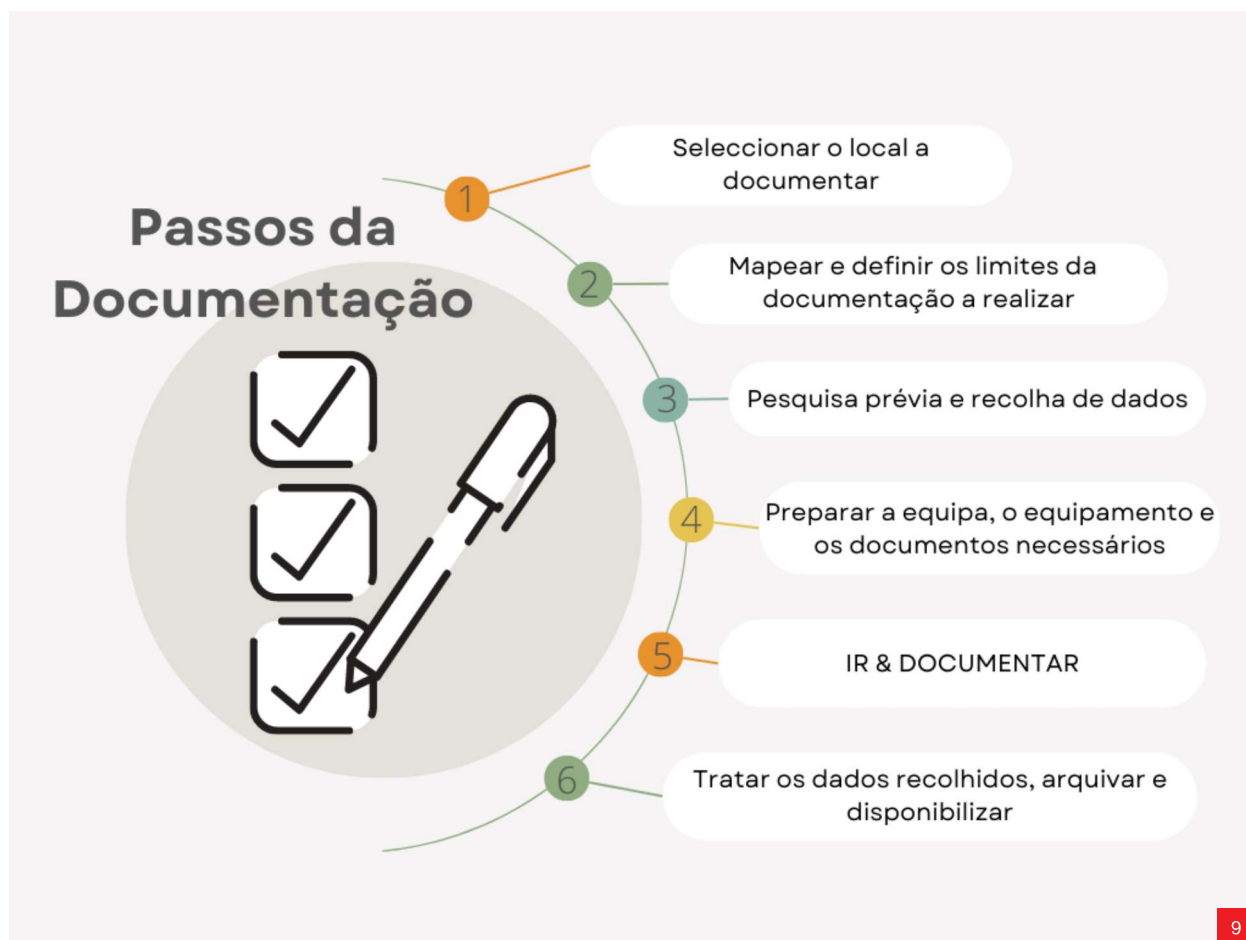 Passos da
Documentação
1
Seleccionar o local a
documentar
2
Mapear e definir os limites da
documentação a realizar
3
Pesquisa prévia e recolha de dados
4
Preparar a equipa, o equipamento e
os documentos necessários
5
IR & DOCUMENTAR
6
Tratar os dados recolhidos, arquivar e
disponibilizar
9